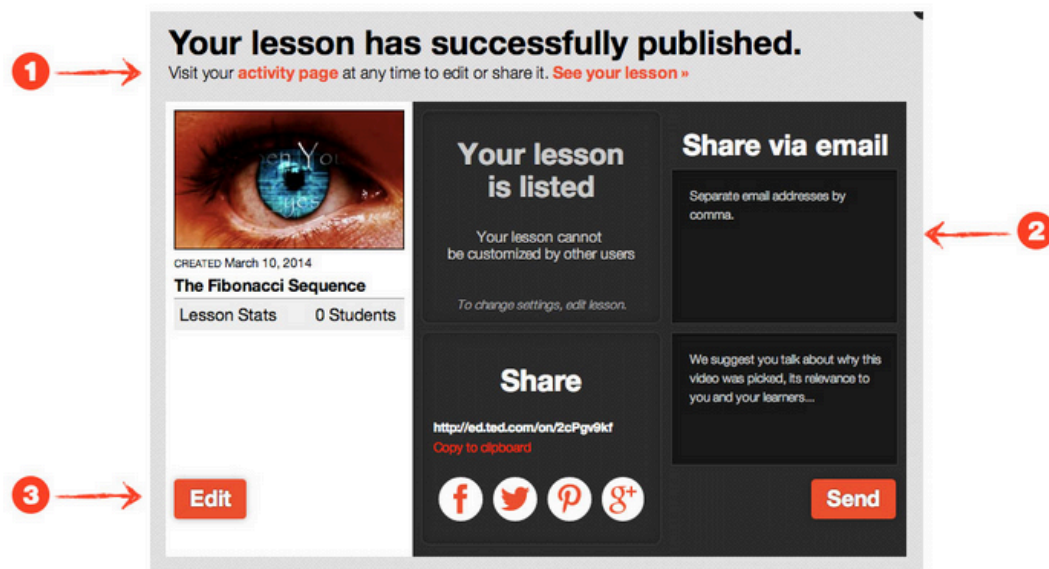 Your lesson has successfully published.
1
Visit your activity page at any time to edit or share it. See your lesson »
You
yes
CREATED March 10, 2014
The Fibonacci Sequence
Lesson Stats 0 Students
3
Edit
Your lesson
is listed
Your lesson cannot
be customized by other users
To change settings, edit lesson.
Share
http://ed.ted.com/on/2cPgv9kf
Copy to clipboard
f
g+
Share via email
2
Separate email addresses by
comma.
We suggest you talk about why this
video was picked, its relevance to
you and your learners...
Send